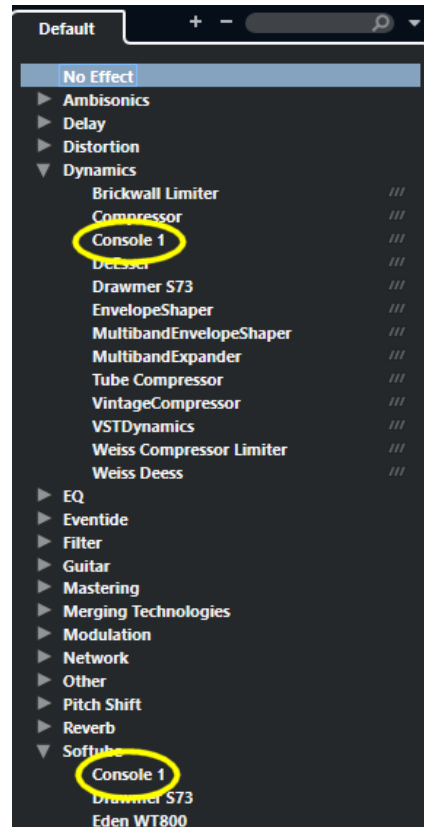 Default + -
No Effect
Ambisonics
Delay
Distortion
Dynamics
Brickwall Limiter ///
Compressor ///
Console 1 ///
DeEsser ///
Drawmer S73 ///
EnvelopeShaper ///
MultibandEnvelopeShaper ///
MultibandExpander ///
Tube Compressor ///
VintageCompressor ///
VSTDynamics ///
Weiss Compressor Limiter ///
Weiss Deess ///
EQ
Eventide
Filter
Guitar
Mastering
Merging Technologies
Modulation
Network
Other
Pitch Shift
Reverb
Softube
Console 1
Drawmer S73
Eden WT800